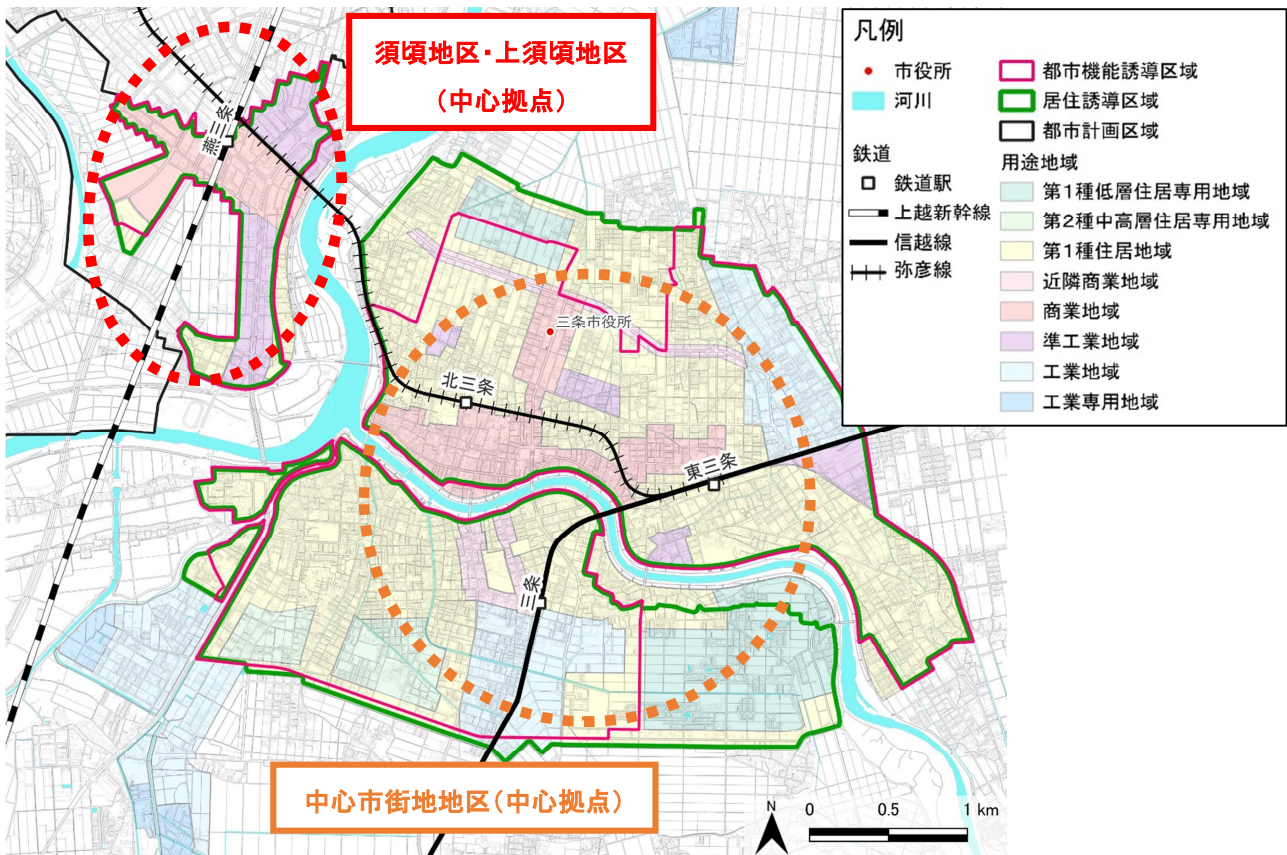 須頃地区・上須頃地区
（中心拠点）
燕三条
三条市役所
北三条
東三条
三条
中心市街地地区（中心拠点）
凡例
市役所
河川
鉄道
鉄道駅
上越新幹線
信越線
弥彦線
都市機能誘導区域
居住誘導区域
都市計画区域
用途地域
第1種低層住居専用地域
第2種中高層住居専用地域
第1種住居地域
近隣商業地域
商業地域
準工業地域
工業地域
工業専用地域
N
0 0.5 1 km